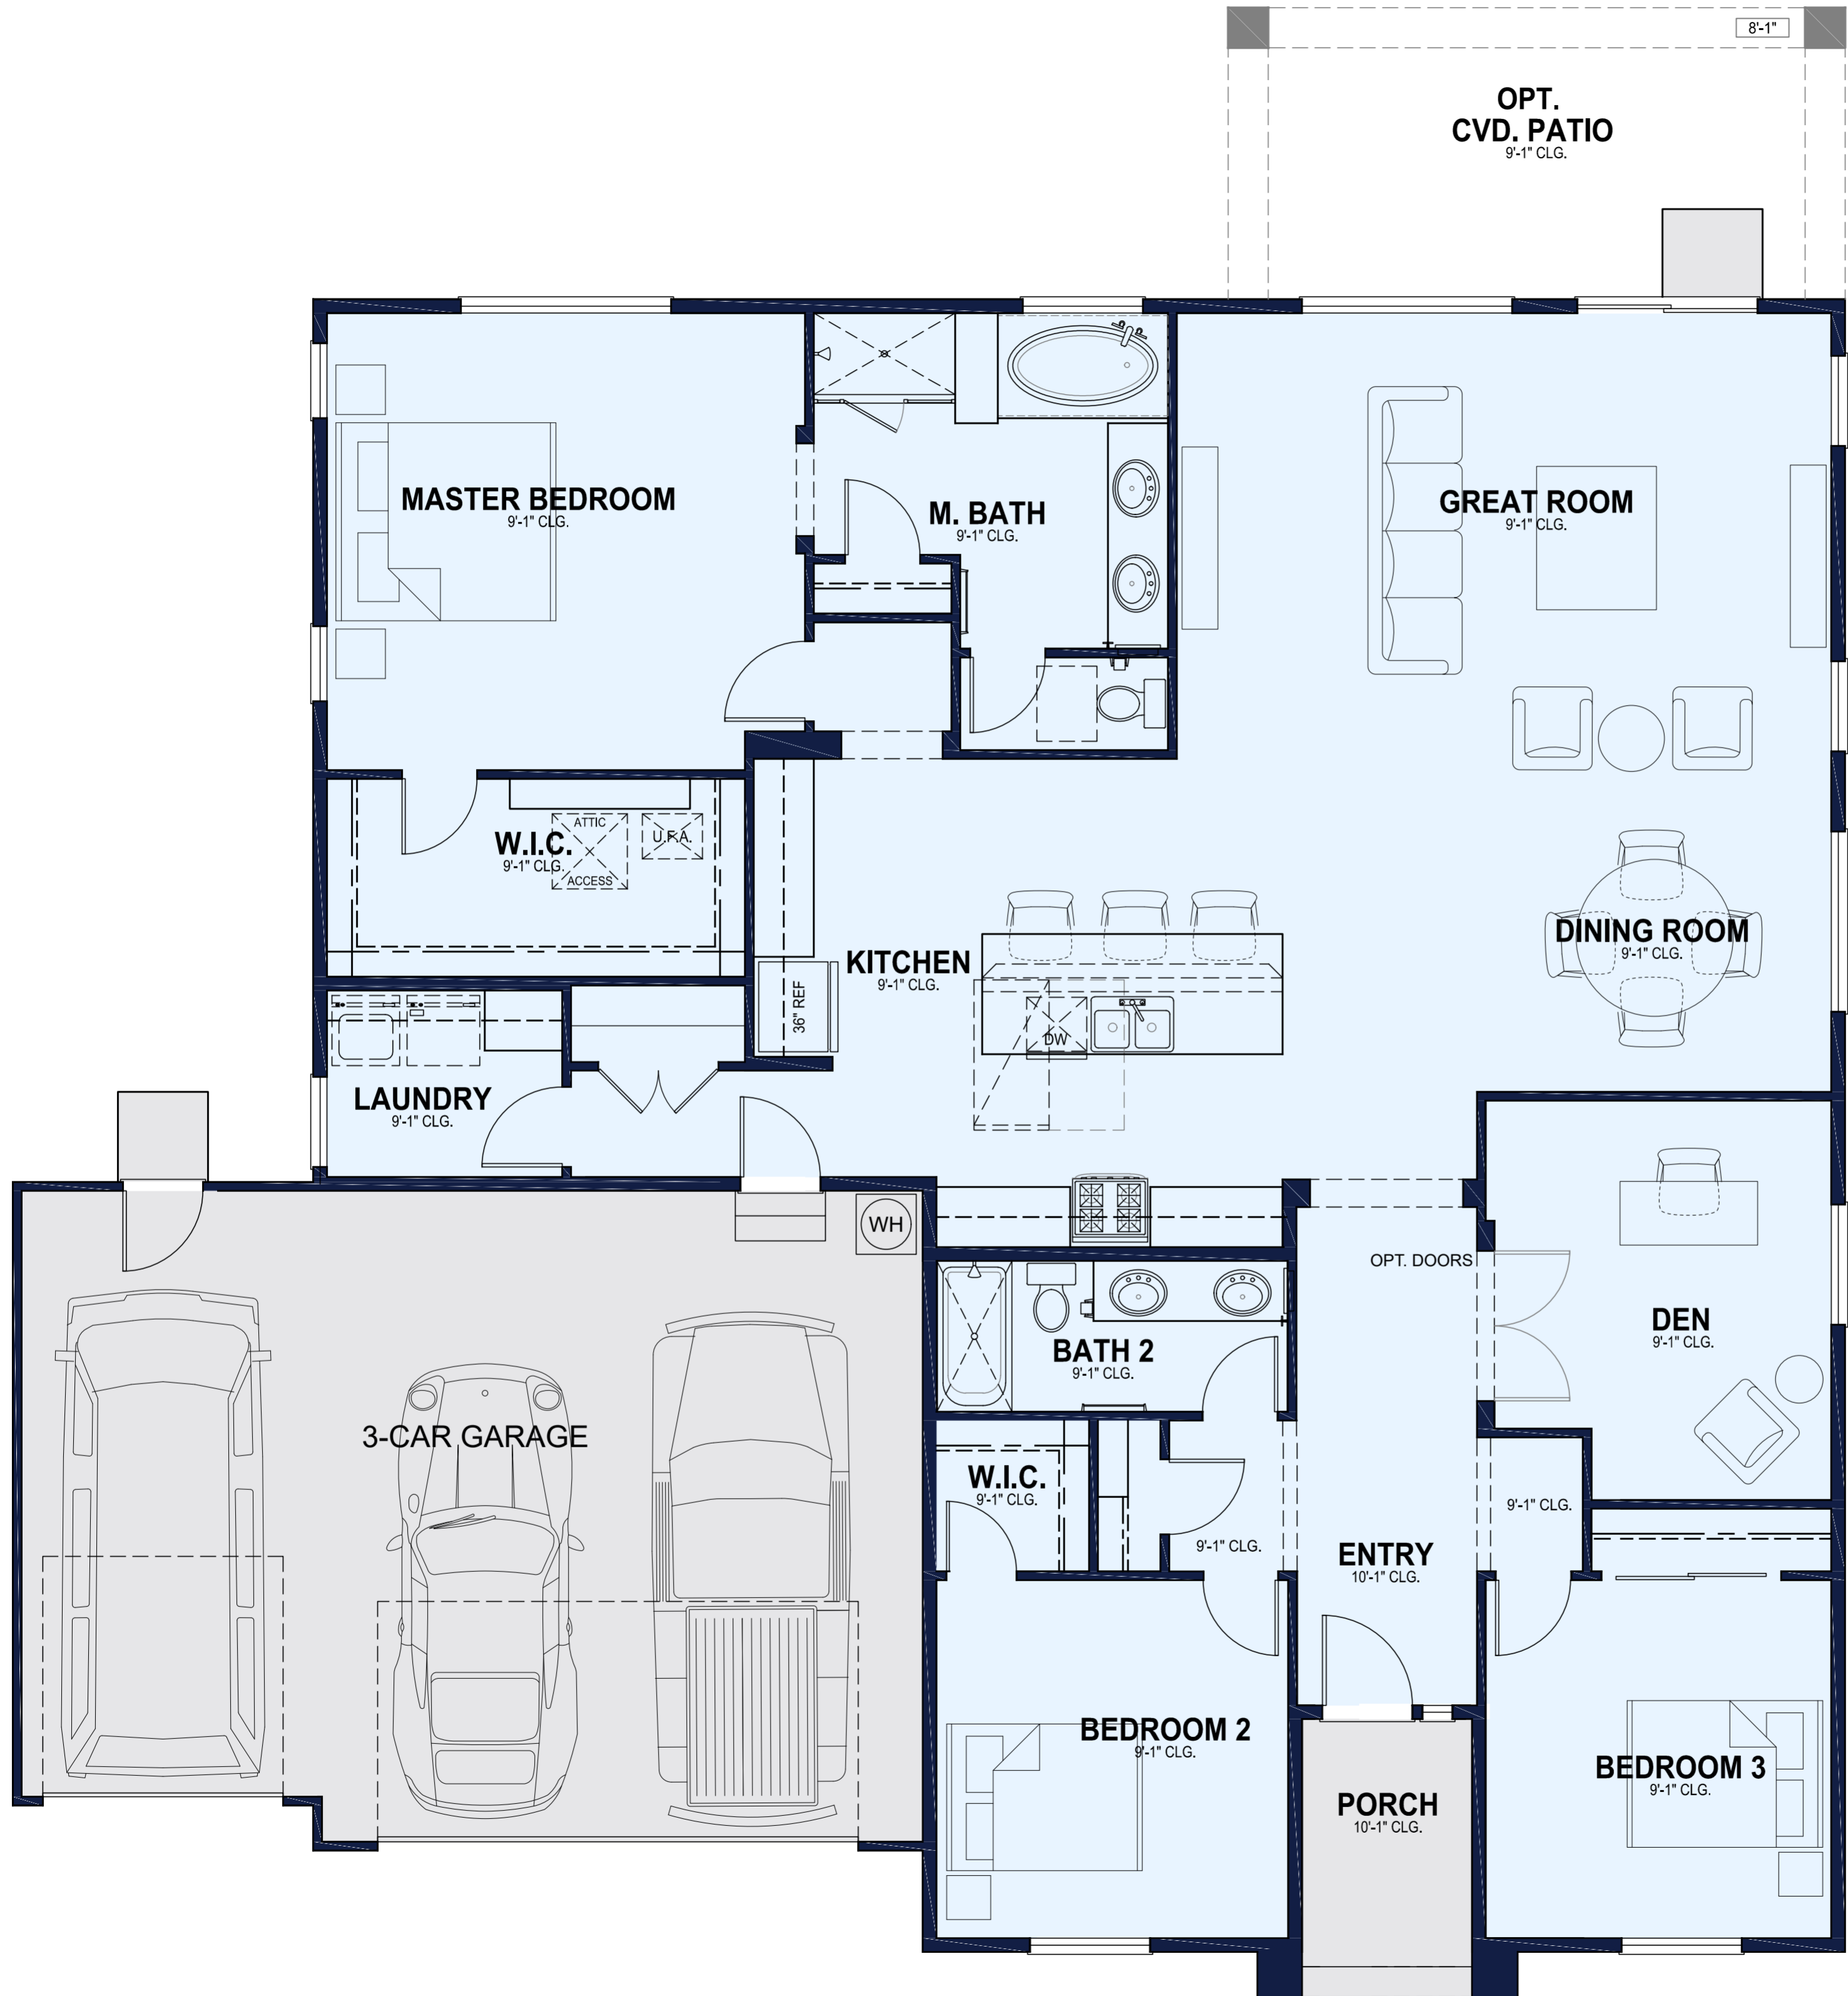 8'-1"
OPT.
CVD. PATIO
9'-1" CLG.
MASTER BEDROOM
9'-1" CLG.
M. BATH
9'-1" CLG.
GREAT ROOM
9'-1" CLG.
ATTIC
ACCESS
U.F.A.
W.I.C.
9'-1" CLG.
KITCHEN
9'-1" CLG.
36" REF
DW
DINING ROOM
9'-1" CLG.
LAUNDRY
9'-1" CLG.
WH
OPT. DOORS
DEN
9'-1" CLG.
BATH 2
9'-1" CLG.
3-CAR GARAGE
W.I.C.
9'-1" CLG.
9'-1" CLG.
9'-1" CLG.
ENTRY
10'-1" CLG.
BEDROOM 2
9'-1" CLG.
BEDROOM 3
9'-1" CLG.
PORCH
10'-1" CLG.